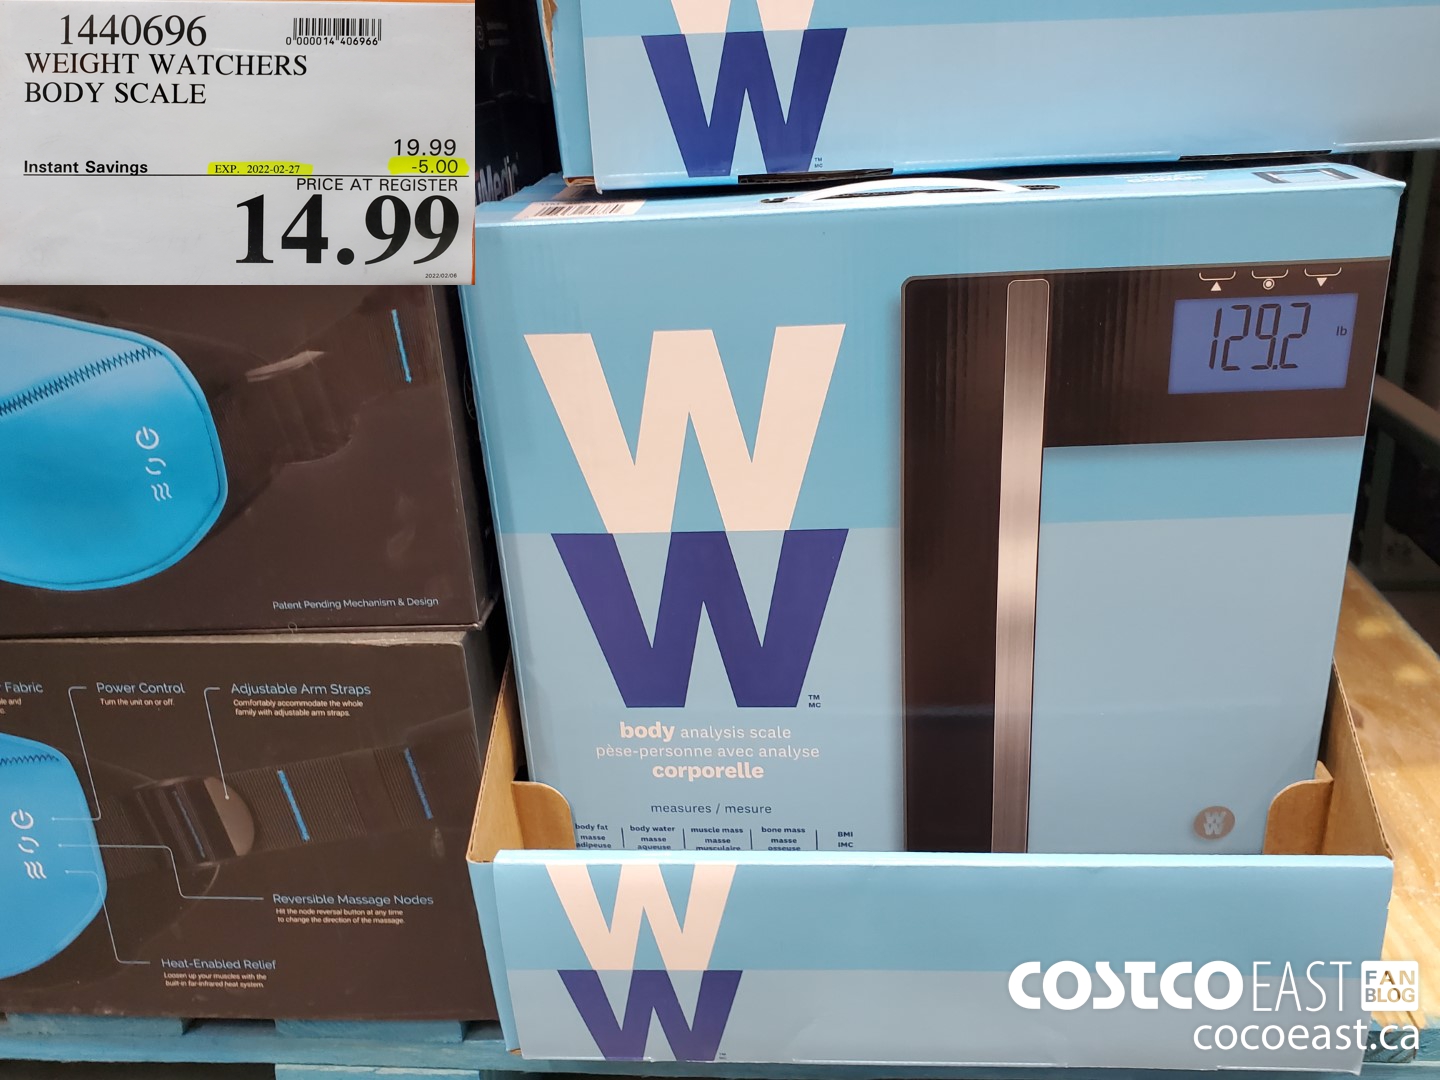 1440696
0 000014 406966
WEIGHT WATCHERS
BODY SCALE
19.99
Instant Savings
EXP. 2022-02-27
-5.00
PRICE AT REGISTER
14.99
2022/02/06
W
W
TM
MC
129.2
lb
W
W
TM
MC
body analysis scale
pèse-personne avec analyse
corporelle
measures / mesure
body fat
masse
adipeuse
body water
masse
aqueuse
muscle mass
masse
musculaire
bone mass
masse
osseuse
BMI
IMC
W
W
W
W
Patent Pending Mechanism & Design
Fabric
Power Control
Turn the unit on or off.
Adjustable Arm Straps
Comfortably accommodate the whole
family with adjustable arm straps.
Reversible Massage Nodes
Hit the node reversal button at any time
to change the direction of the massage.
Heat-Enabled Relief
Loosen up your muscles with the
built-in far-infrared heat system.
COSTCO EAST FAN
BLOG
cocoeast.ca